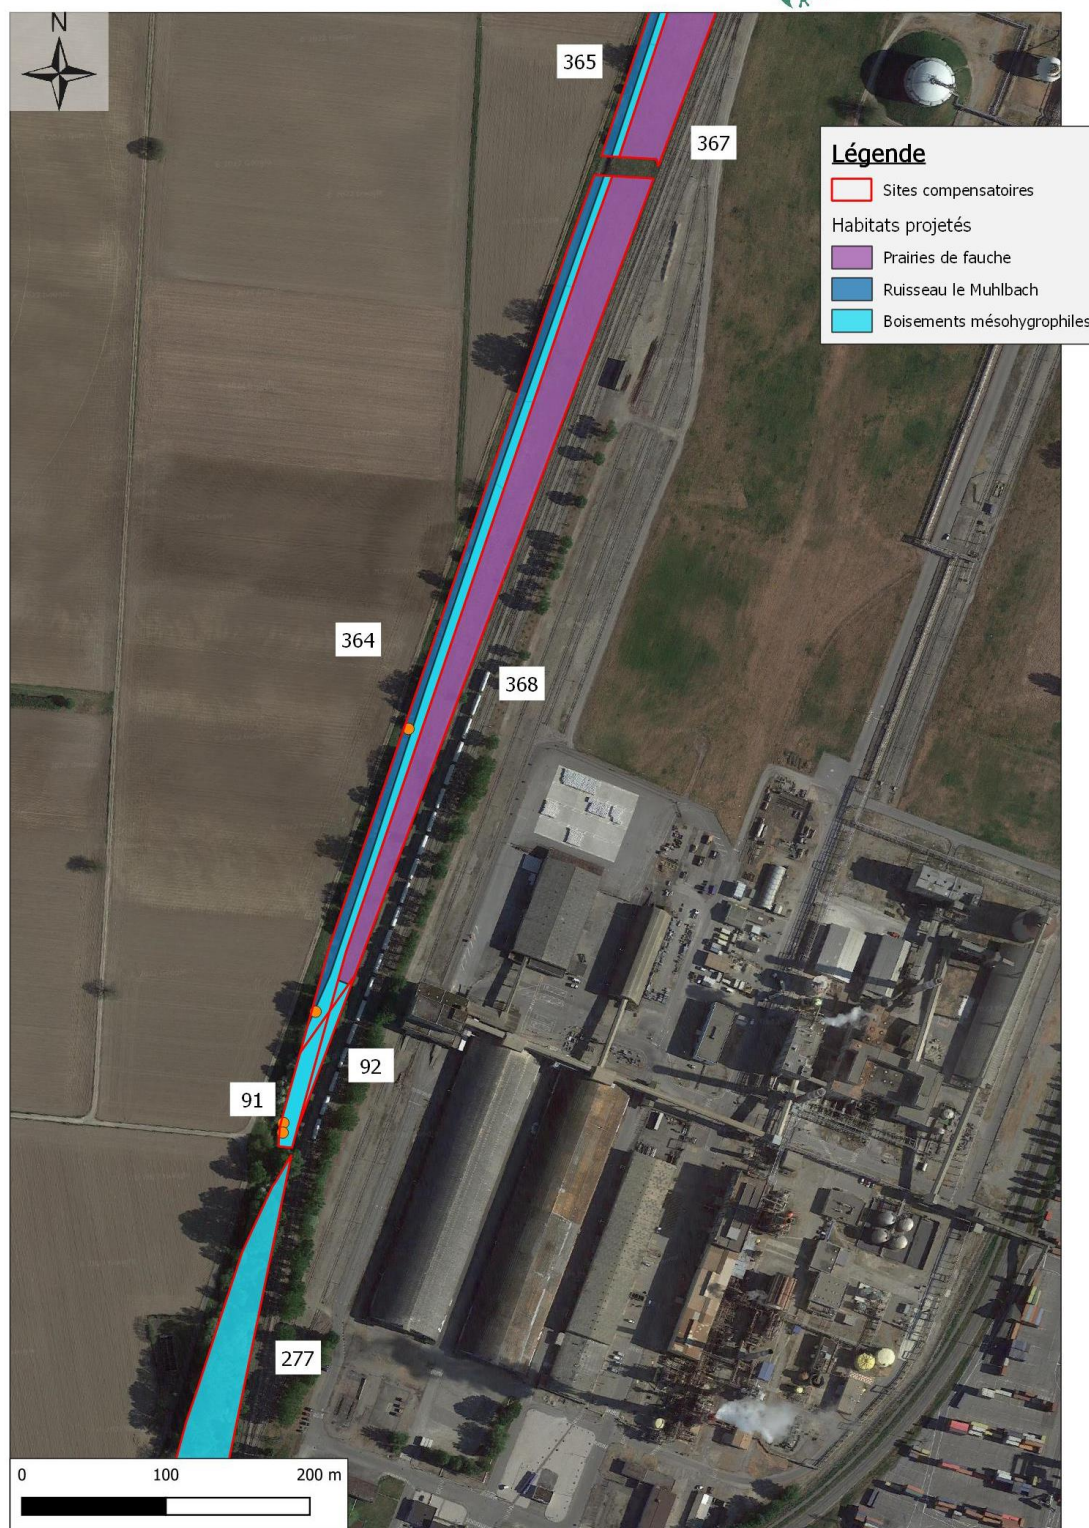 N
365
367
Légende
Sites compensatoires
Habitats projetés
Prairies de fauche
Ruisseau le Muhlbach
Boisements mésohygrophiles
364
368
92
91
277
0 100 200 m